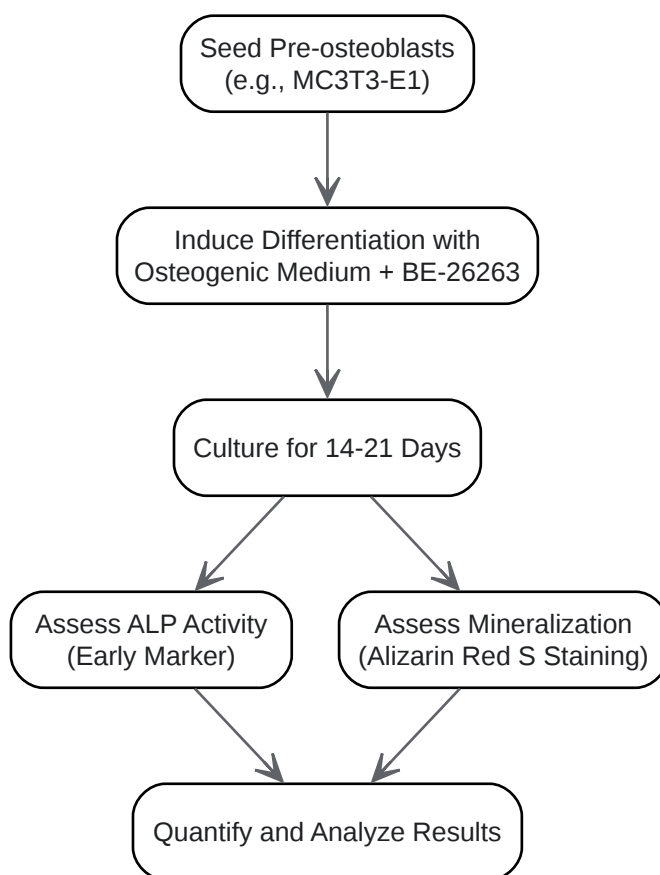 Seed Pre-osteoblasts
(e.g., MC3T3-E1)
Induce Differentiation with
Osteogenic Medium + BE-26263
Culture for 14-21 Days
Assess ALP Activity
(Early Marker)
Assess Mineralization
(Alizarin Red S Staining)
Quantify and Analyze Results